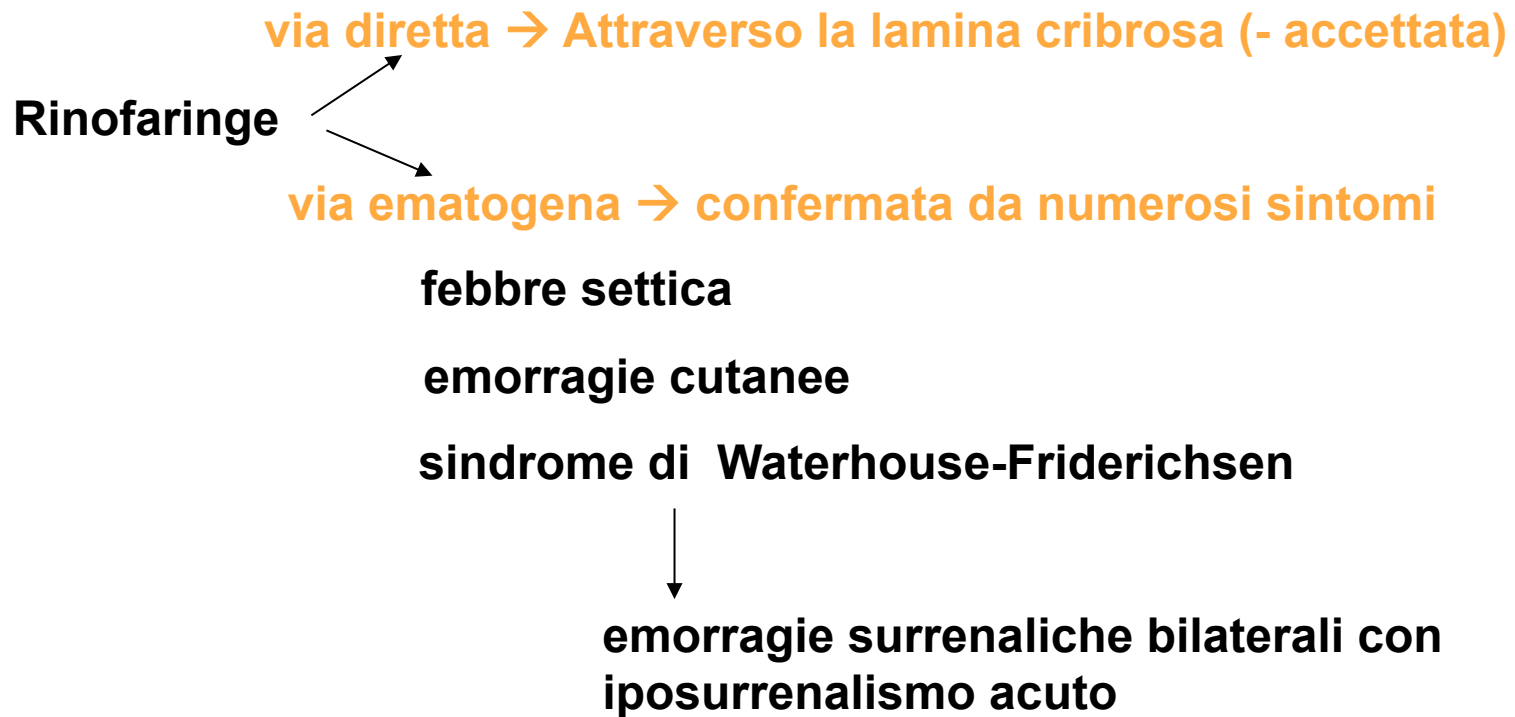 via diretta → Attraverso la lamina cribrosa (- accettata)
Rinofaringe
via ematogena → confermata da numerosi sintomi
febbre settica
emorragie cutanee
sindrome di Waterhouse-Friderichsen
emorragie surrenaliche bilaterali con
iposurrenalismo acuto